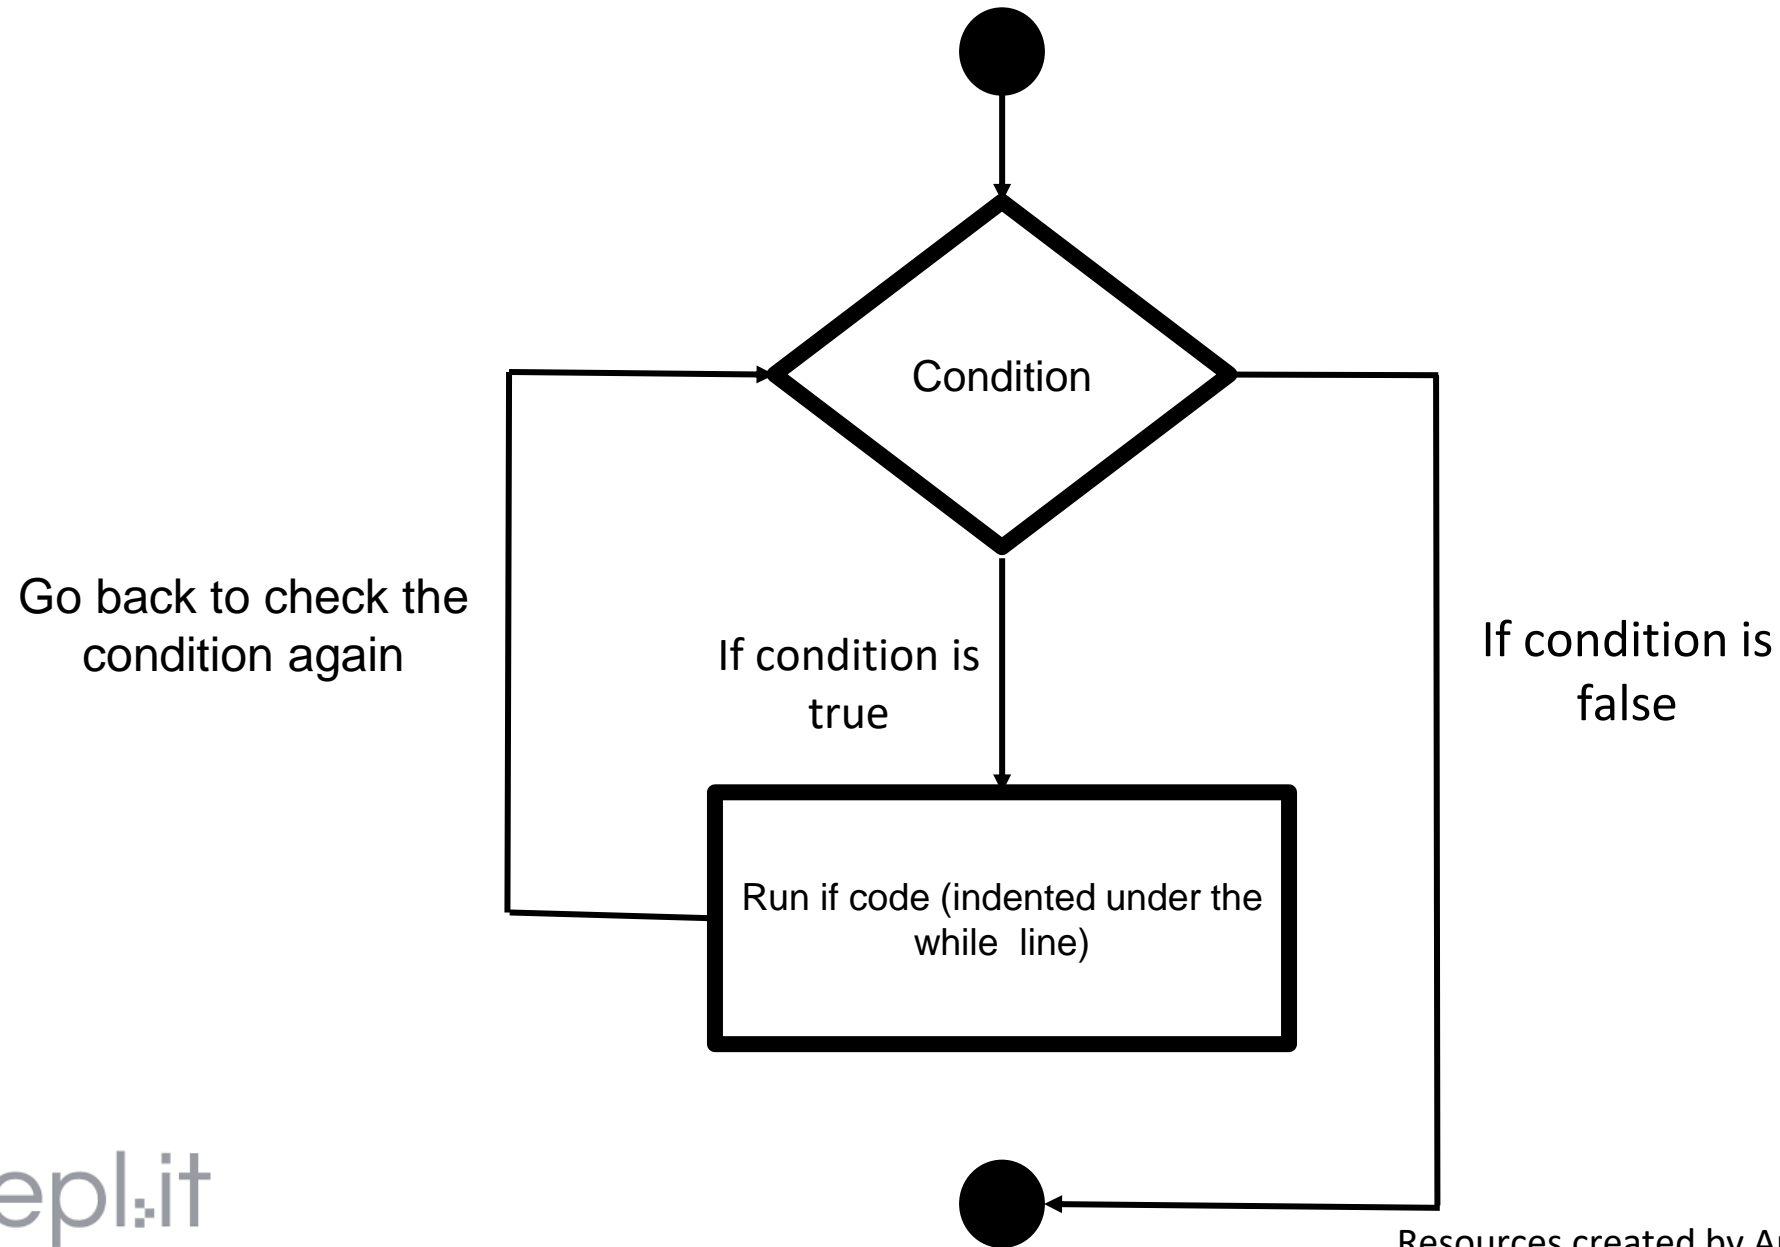 Condition
Go back to check the
condition again
If condition is
true
If condition is
false
Run if code (indented under the
while  line)
epl.it
Resources created by